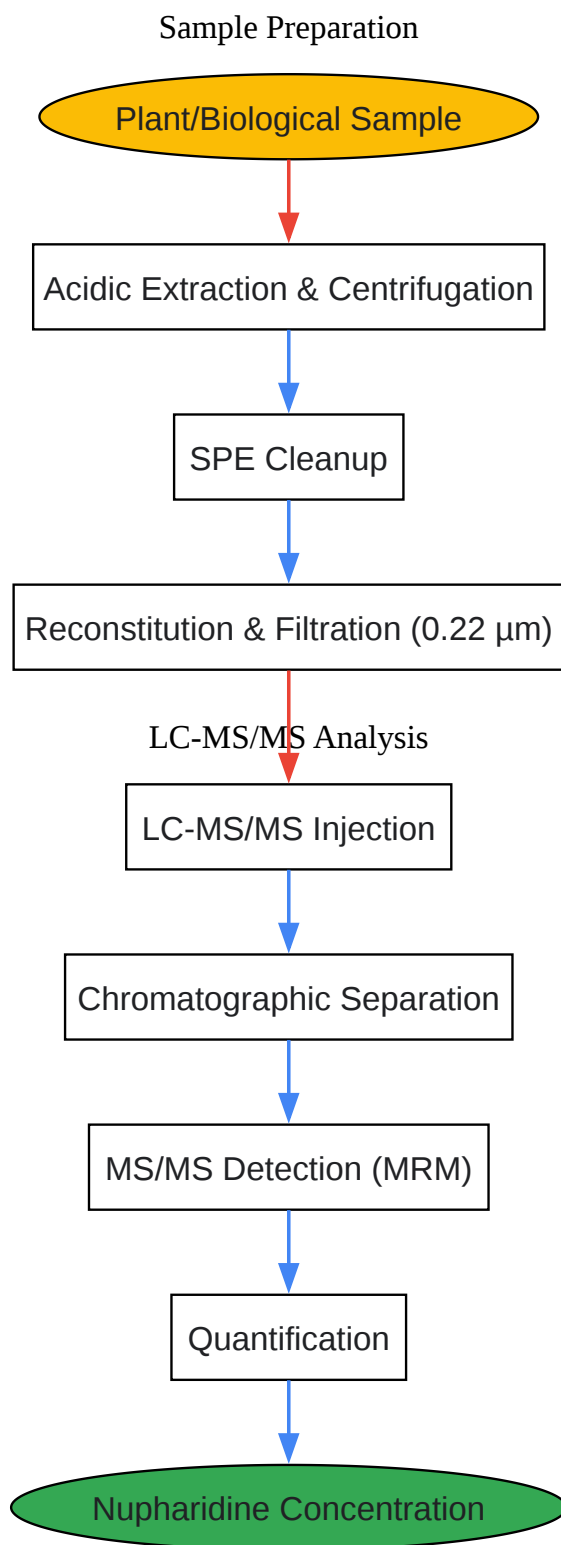 Sample Preparation
Plant/Biological Sample
Acidic Extraction & Centrifugation
SPE Cleanup
Reconstitution & Filtration (0.22 µm)
LC-MS/MS Analysis
LC-MS/MS Injection
Chromatographic Separation
MS/MS Detection (MRM)
Quantification
Nupharidine Concentration